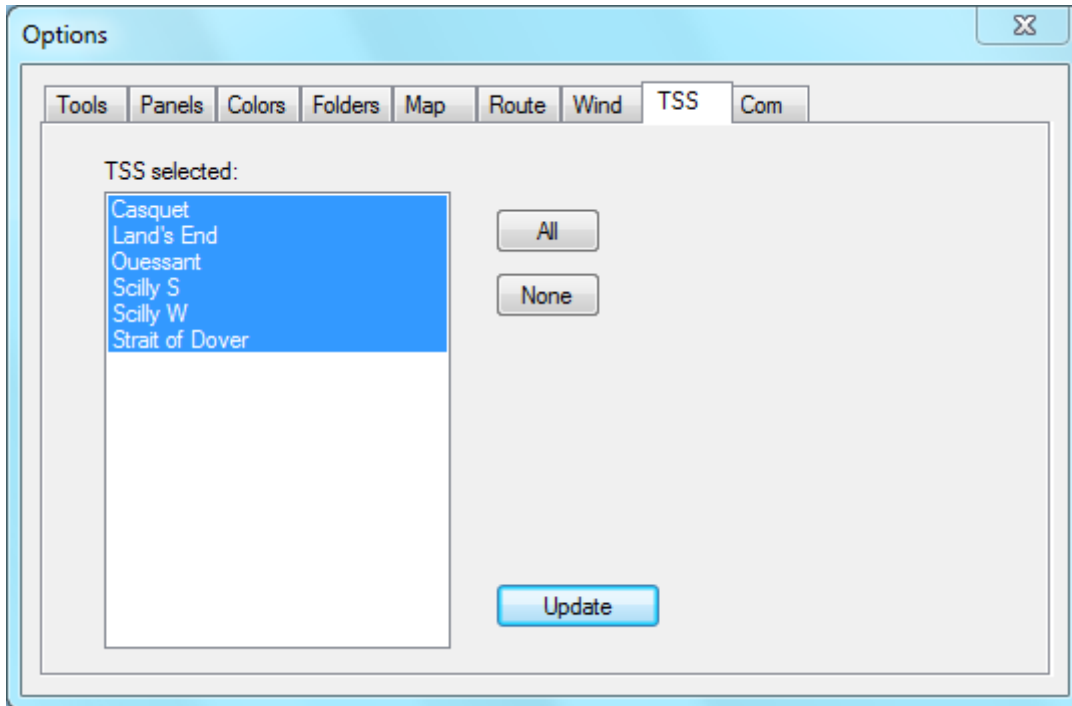 Options
Tools Panels Colors Folders Map Route Wind TSS Com
TSS selected:
Casquet
Land's End
Ouessant
Scilly S
Scilly W
Strait of Dover
All
None
Update